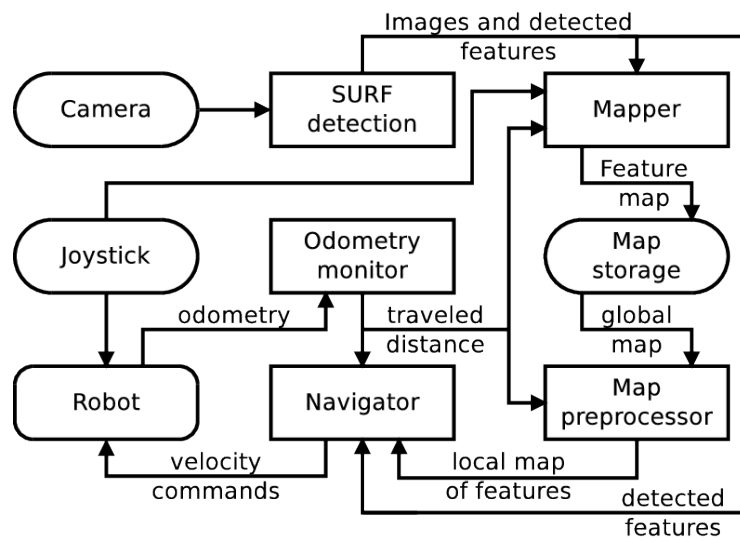 Images and detected
features
Camera
SURF
detection
Mapper
Feature
map
Joystick
Odometry
monitor
Map
storage
odometry
traveled
distance
global
map
Robot
Navigator
Map
preprocessor
velocity
commands
local map
of features
detected
features